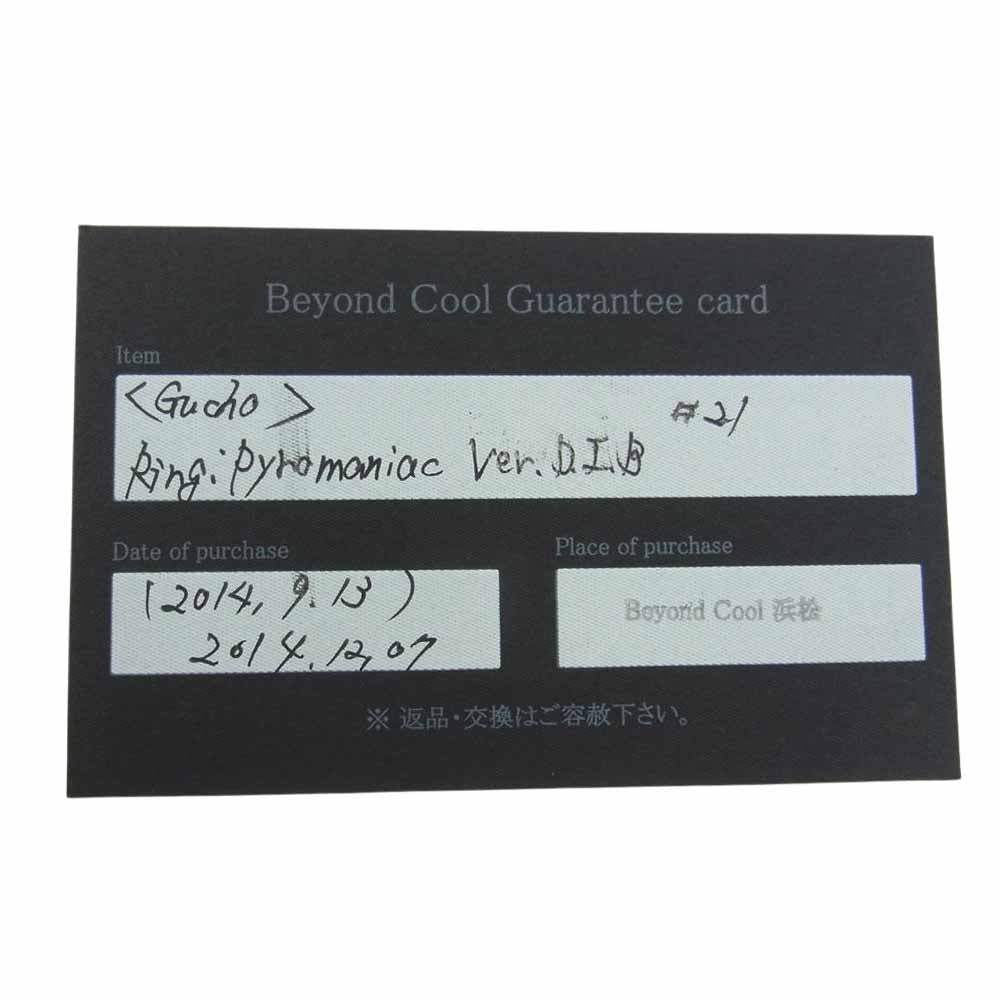 Beyond Cool Guarantee card
Item
<Gucho> #21
Ring:Pyromaniac Ver.D.I.B
Date of purchase
(2014, 9.13)
2014.12,07
Place of purchase
Beyond Cool 浜松
※ 返品・交換はご容赦下さい。